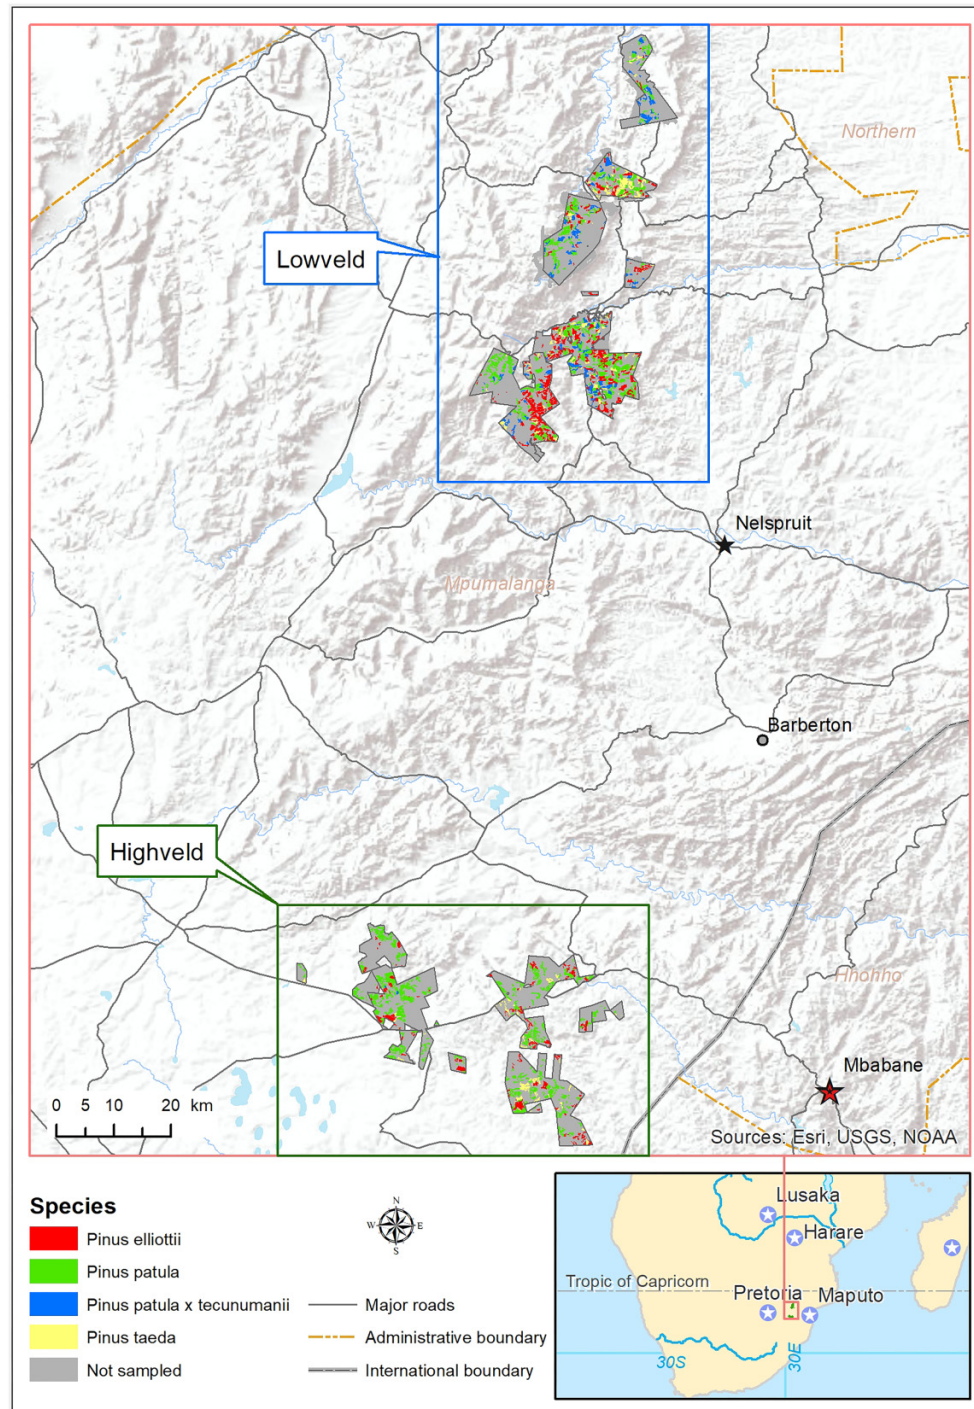 Northern
Lowveld
Nelspruit
Mpumalanga
Barberton
Highveld
Hhohho
Mbabane
0 5 10 20 km
Sources: Esri, USGS, NOAA
Species
Pinus elliottii
Pinus patula
Pinus patula x tecunumanii
Pinus taeda
Not sampled
N
W E
S
Major roads
Administrative boundary
International boundary
Lusaka
Harare
Tropic of Capricorn
Pretoria
Maputo
30S
30E